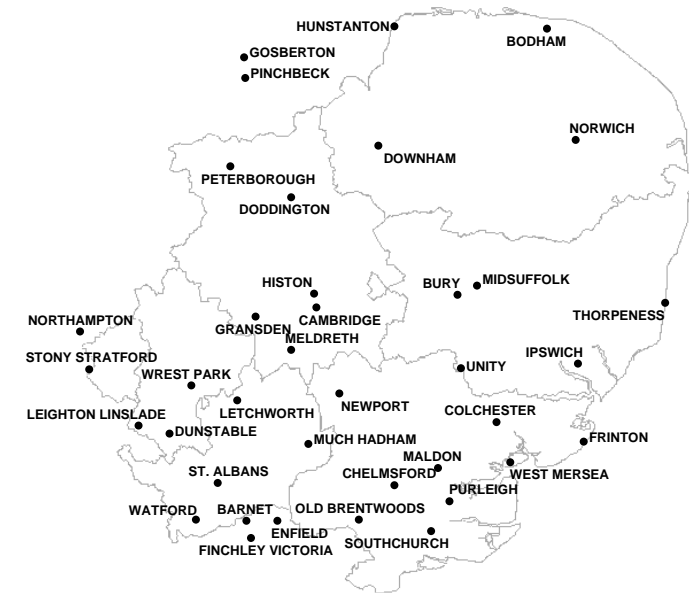 HUNSTANTON
BODHAM
GOSBERTON
PINCHBECK
NORWICH
DOWNHAM
PETERBOROUGH
DODDINGTON
HISTON
BURY
MIDSUFFOLK
CAMBRIDGE
THORPENESS
NORTHAMPTON
GRANSDEN
MELDRETH
STONY STRATFORD
IPSWICH
UNITY
WREST PARK
NEWPORT
LETCHWORTH
COLCHESTER
LEIGHTON LINSLADE
DUNSTABLE
MUCH HADHAM
FRINTON
MALDON
WEST MERSEA
ST. ALBANS
CHELMSFORD
PURLEIGH
WATFORD
BARNET
OLD BRENTWOODS
ENFIELD
SOUTHCHURCH
FINCHLEY VICTORIA